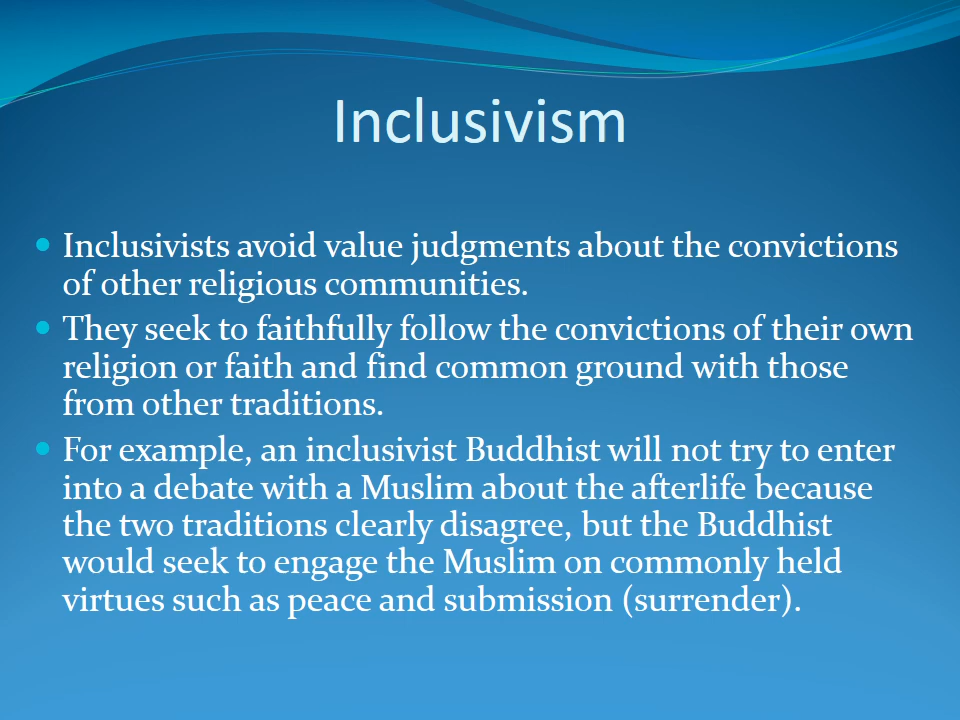 Inclusivism
• Inclusivists avoid value judgments about the convictions
of other religious communities.
• They seek to faithfully follow the convictions of their own
religion or faith and find common ground with those
from other traditions.
• For example, an inclusivist Buddhist will not try to enter
into a debate with a Muslim about the afterlife because
the two traditions clearly disagree, but the Buddhist
would seek to engage the Muslim on commonly held
virtues such as peace and submission (surrender).